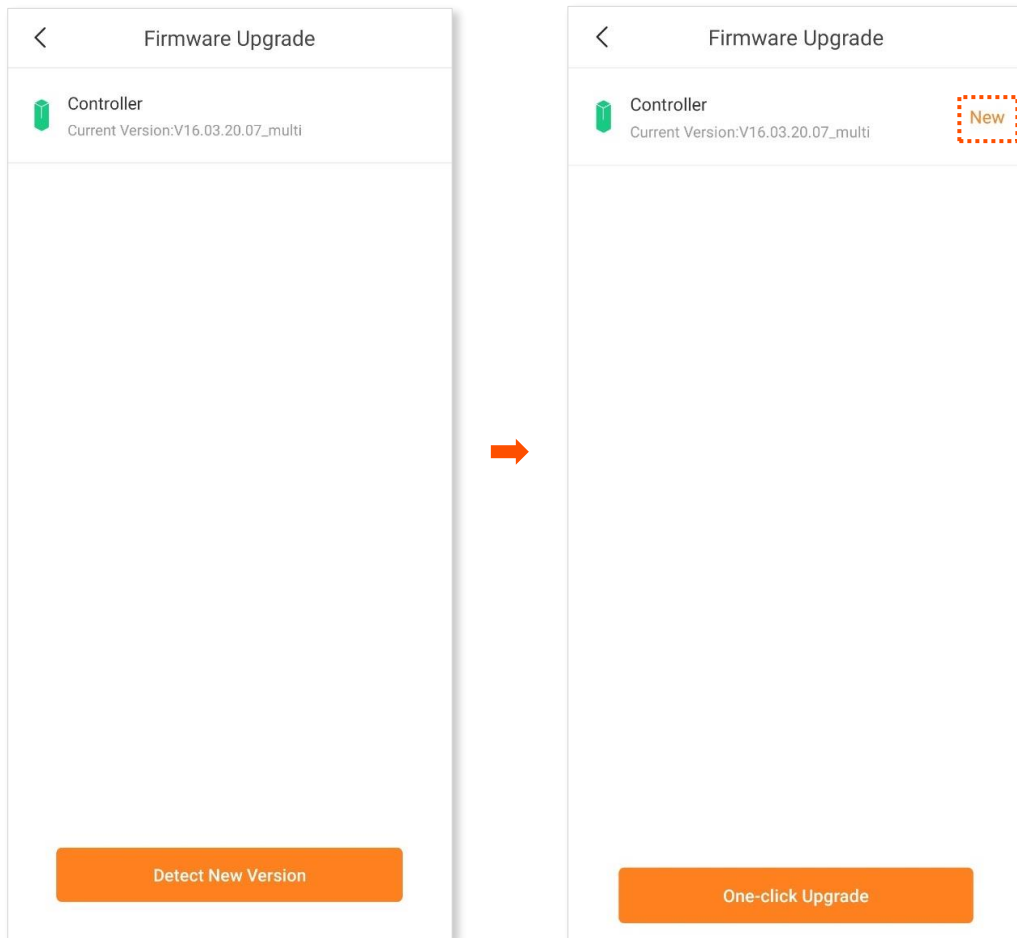 Firmware Upgrade
Controller
Current Version:V16.03.20.07_multi
Detect New Version
Firmware Upgrade
Controller
Current Version:V16.03.20.07_multi
New
One-click Upgrade